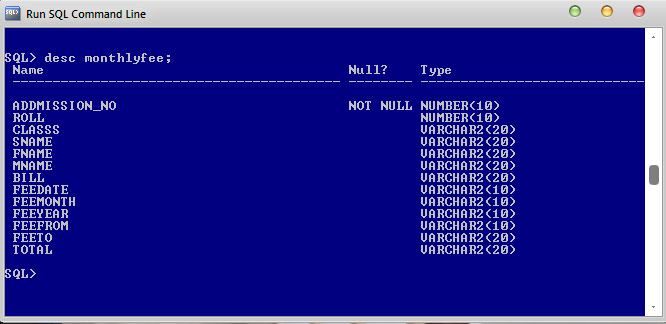 Run SQL Command Line
SQL> desc monthlyfee;
Name Null? Type
----------------------------------------- -------- ----------------------------
ADDMISSION_NO NOT NULL NUMBER(10)
ROLL NUMBER(10)
CLASSS VARCHAR2(20)
SNAME VARCHAR2(20)
FNAME VARCHAR2(20)
MNAME VARCHAR2(20)
BILL VARCHAR2(20)
FEEDATE VARCHAR2(10)
FEEMONTH VARCHAR2(10)
FEEYEAR VARCHAR2(10)
FEEFROM VARCHAR2(10)
FEETO VARCHAR2(20)
TOTAL VARCHAR2(20)
SQL>